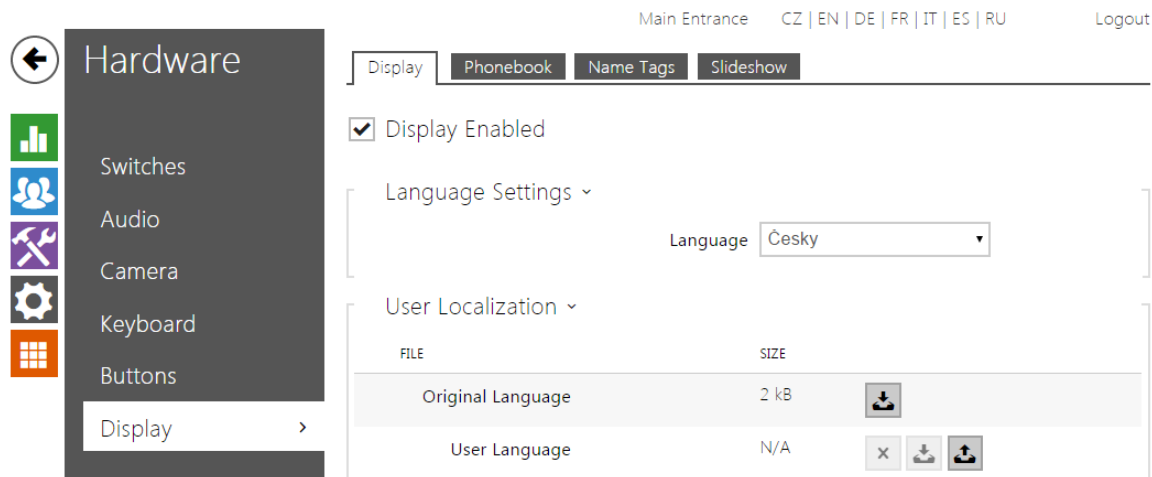 Main Entrance CZ | EN | DE | FR | IT | ES | RU Logout
Hardware
Switches
Audio
Camera
Keyboard
Buttons
Display
Display Phonebook Name Tags Slideshow
Display Enabled
Language Settings
Language Česky
User Localization
FILE SIZE
Original Language 2 kB
User Language N/A